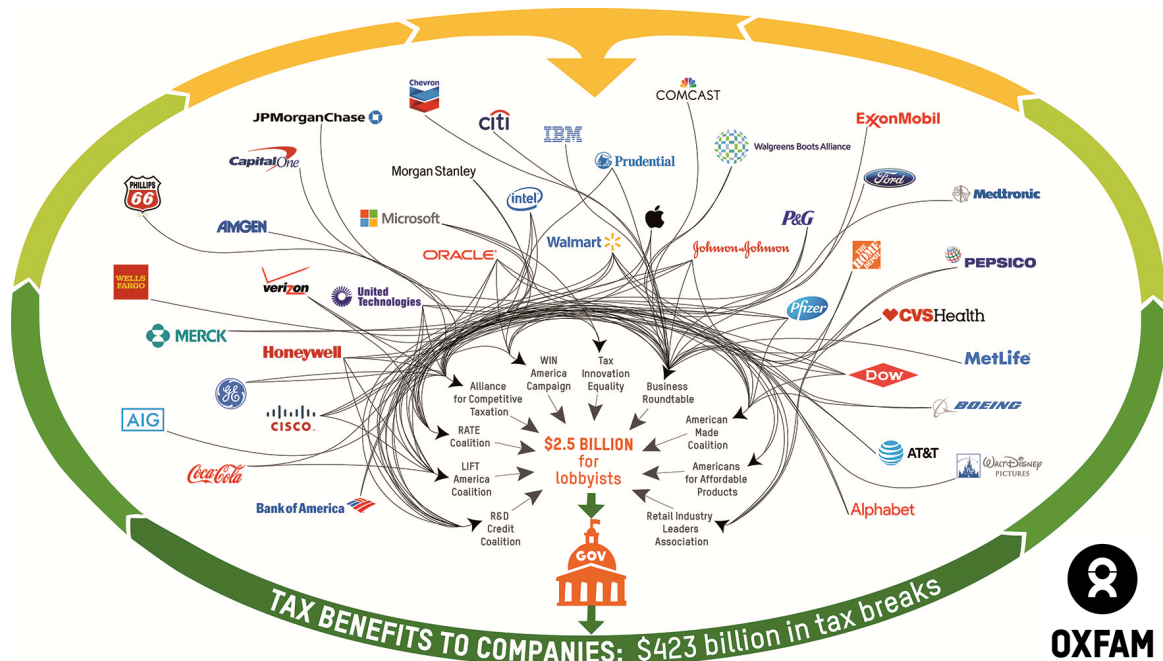 Chevron
COMCAST
JPMorganChase
citi
IBM
ExxonMobil
CapitalOne
Prudential
Walgreens Boots Alliance
Morgan Stanley
PHILLIPS
66
intel
Ford
Medtronic
AMGEN
Microsoft
P&G
ORACLE
Walmart
Johnson & Johnson
THE HOME DEPOT
PEPSICO
WELLS
FARGO
verizon
United
Technologies
Pfizer
CVSHealth
MERCK
Honeywell
MetLife
GE
Dow
BOEING
AIG
CISCO
AT&T
WALT DISNEY
PICTURES
Coca-Cola
Bank of America
Alphabet
WIN
America
Campaign
Tax
Innovation
Equality
Alliance
for Competitive
Taxation
Business
Roundtable
RATE
Coalition
American
Made
Coalition
LIFT
America
Coalition
Americans
for Affordable
Products
R&D
Credit
Coalition
Retail Industry
Leaders
Association
$2.5 BILLION
for
lobbyists
GOV
TAX BENEFITS TO COMPANIES: $423 billion in tax breaks
OXFAM